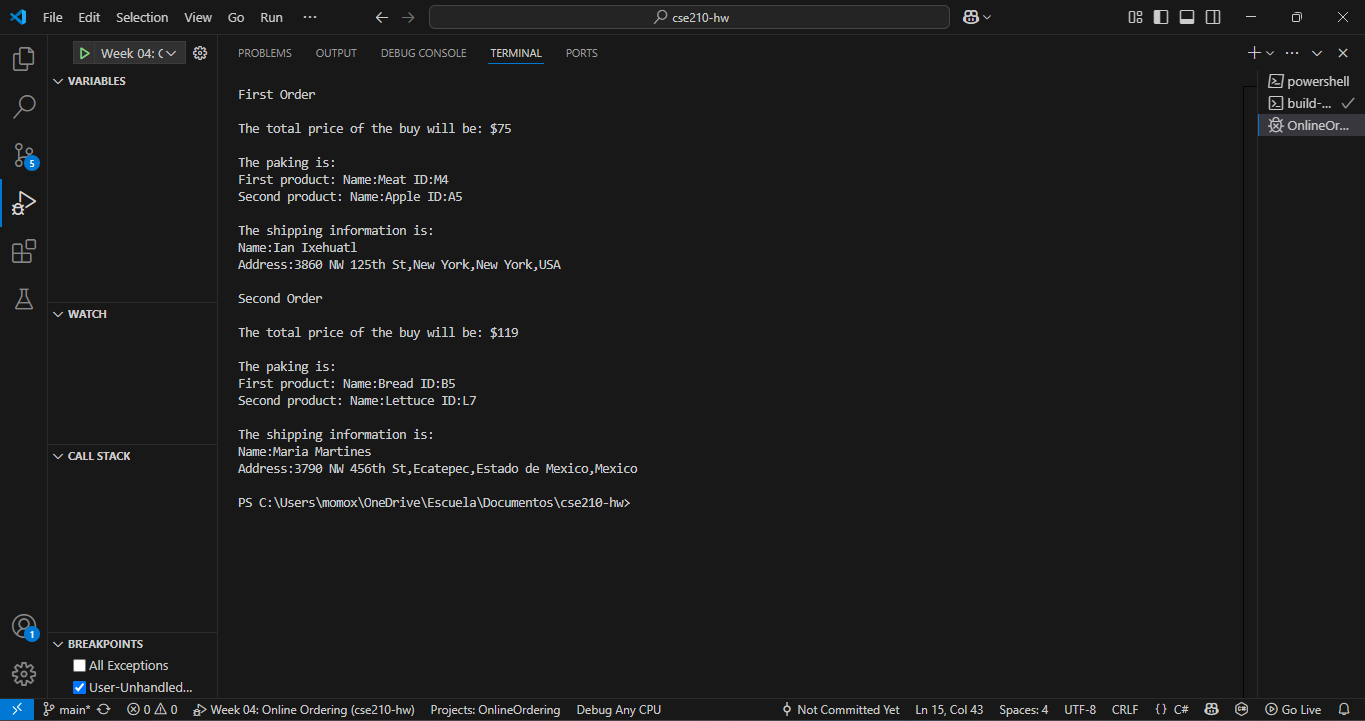 File Edit Selection View Go Run ···
cse210-hw
Week 04: C
PROBLEMS OUTPUT DEBUG CONSOLE TERMINAL PORTS
VARIABLES
WATCH
CALL STACK
BREAKPOINTS
All Exceptions
User-Unhandled...
5
1
First Order
The total price of the buy will be: $75
The paking is:
First product: Name:Meat ID:M4
Second product: Name:Apple ID:A5
The shipping information is:
Name:Ian Ixehuatl
Address:3860 NW 125th St,New York,New York,USA
Second Order
The total price of the buy will be: $119
The paking is:
First product: Name:Bread ID:B5
Second product: Name:Lettuce ID:L7
The shipping information is:
Name:Maria Martines
Address:3790 NW 456th St,Ecatepec,Estado de Mexico,Mexico
PS C:\Users\momox\OneDrive\Escuela\Documentos\cse210-hw>
powershell
build-...
OnlineOr...
main* 0 0 Week 04: Online Ordering (cse210-hw) Projects: OnlineOrdering Debug Any CPU Not Committed Yet Ln 15, Col 43 Spaces: 4 UTF-8 CRLF {} C# Go Live